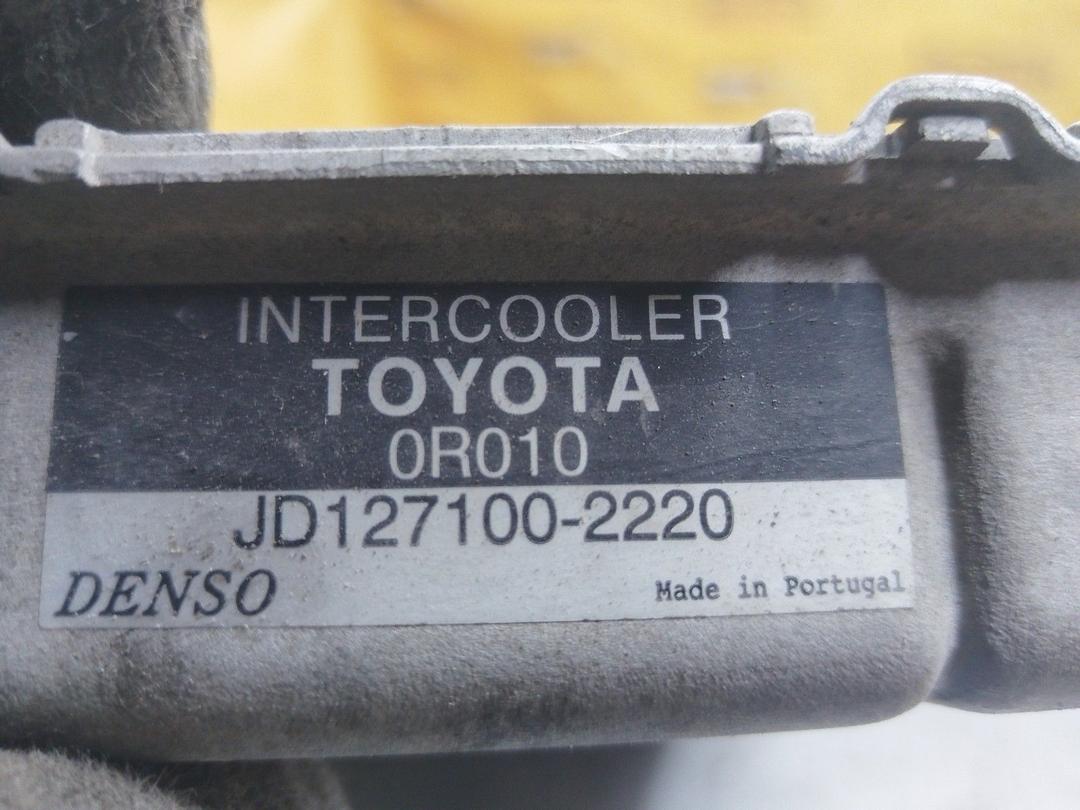 INTERCOOLER
TOYOTA
0R010
JD127100-2220
DENSO
Made in Portugal